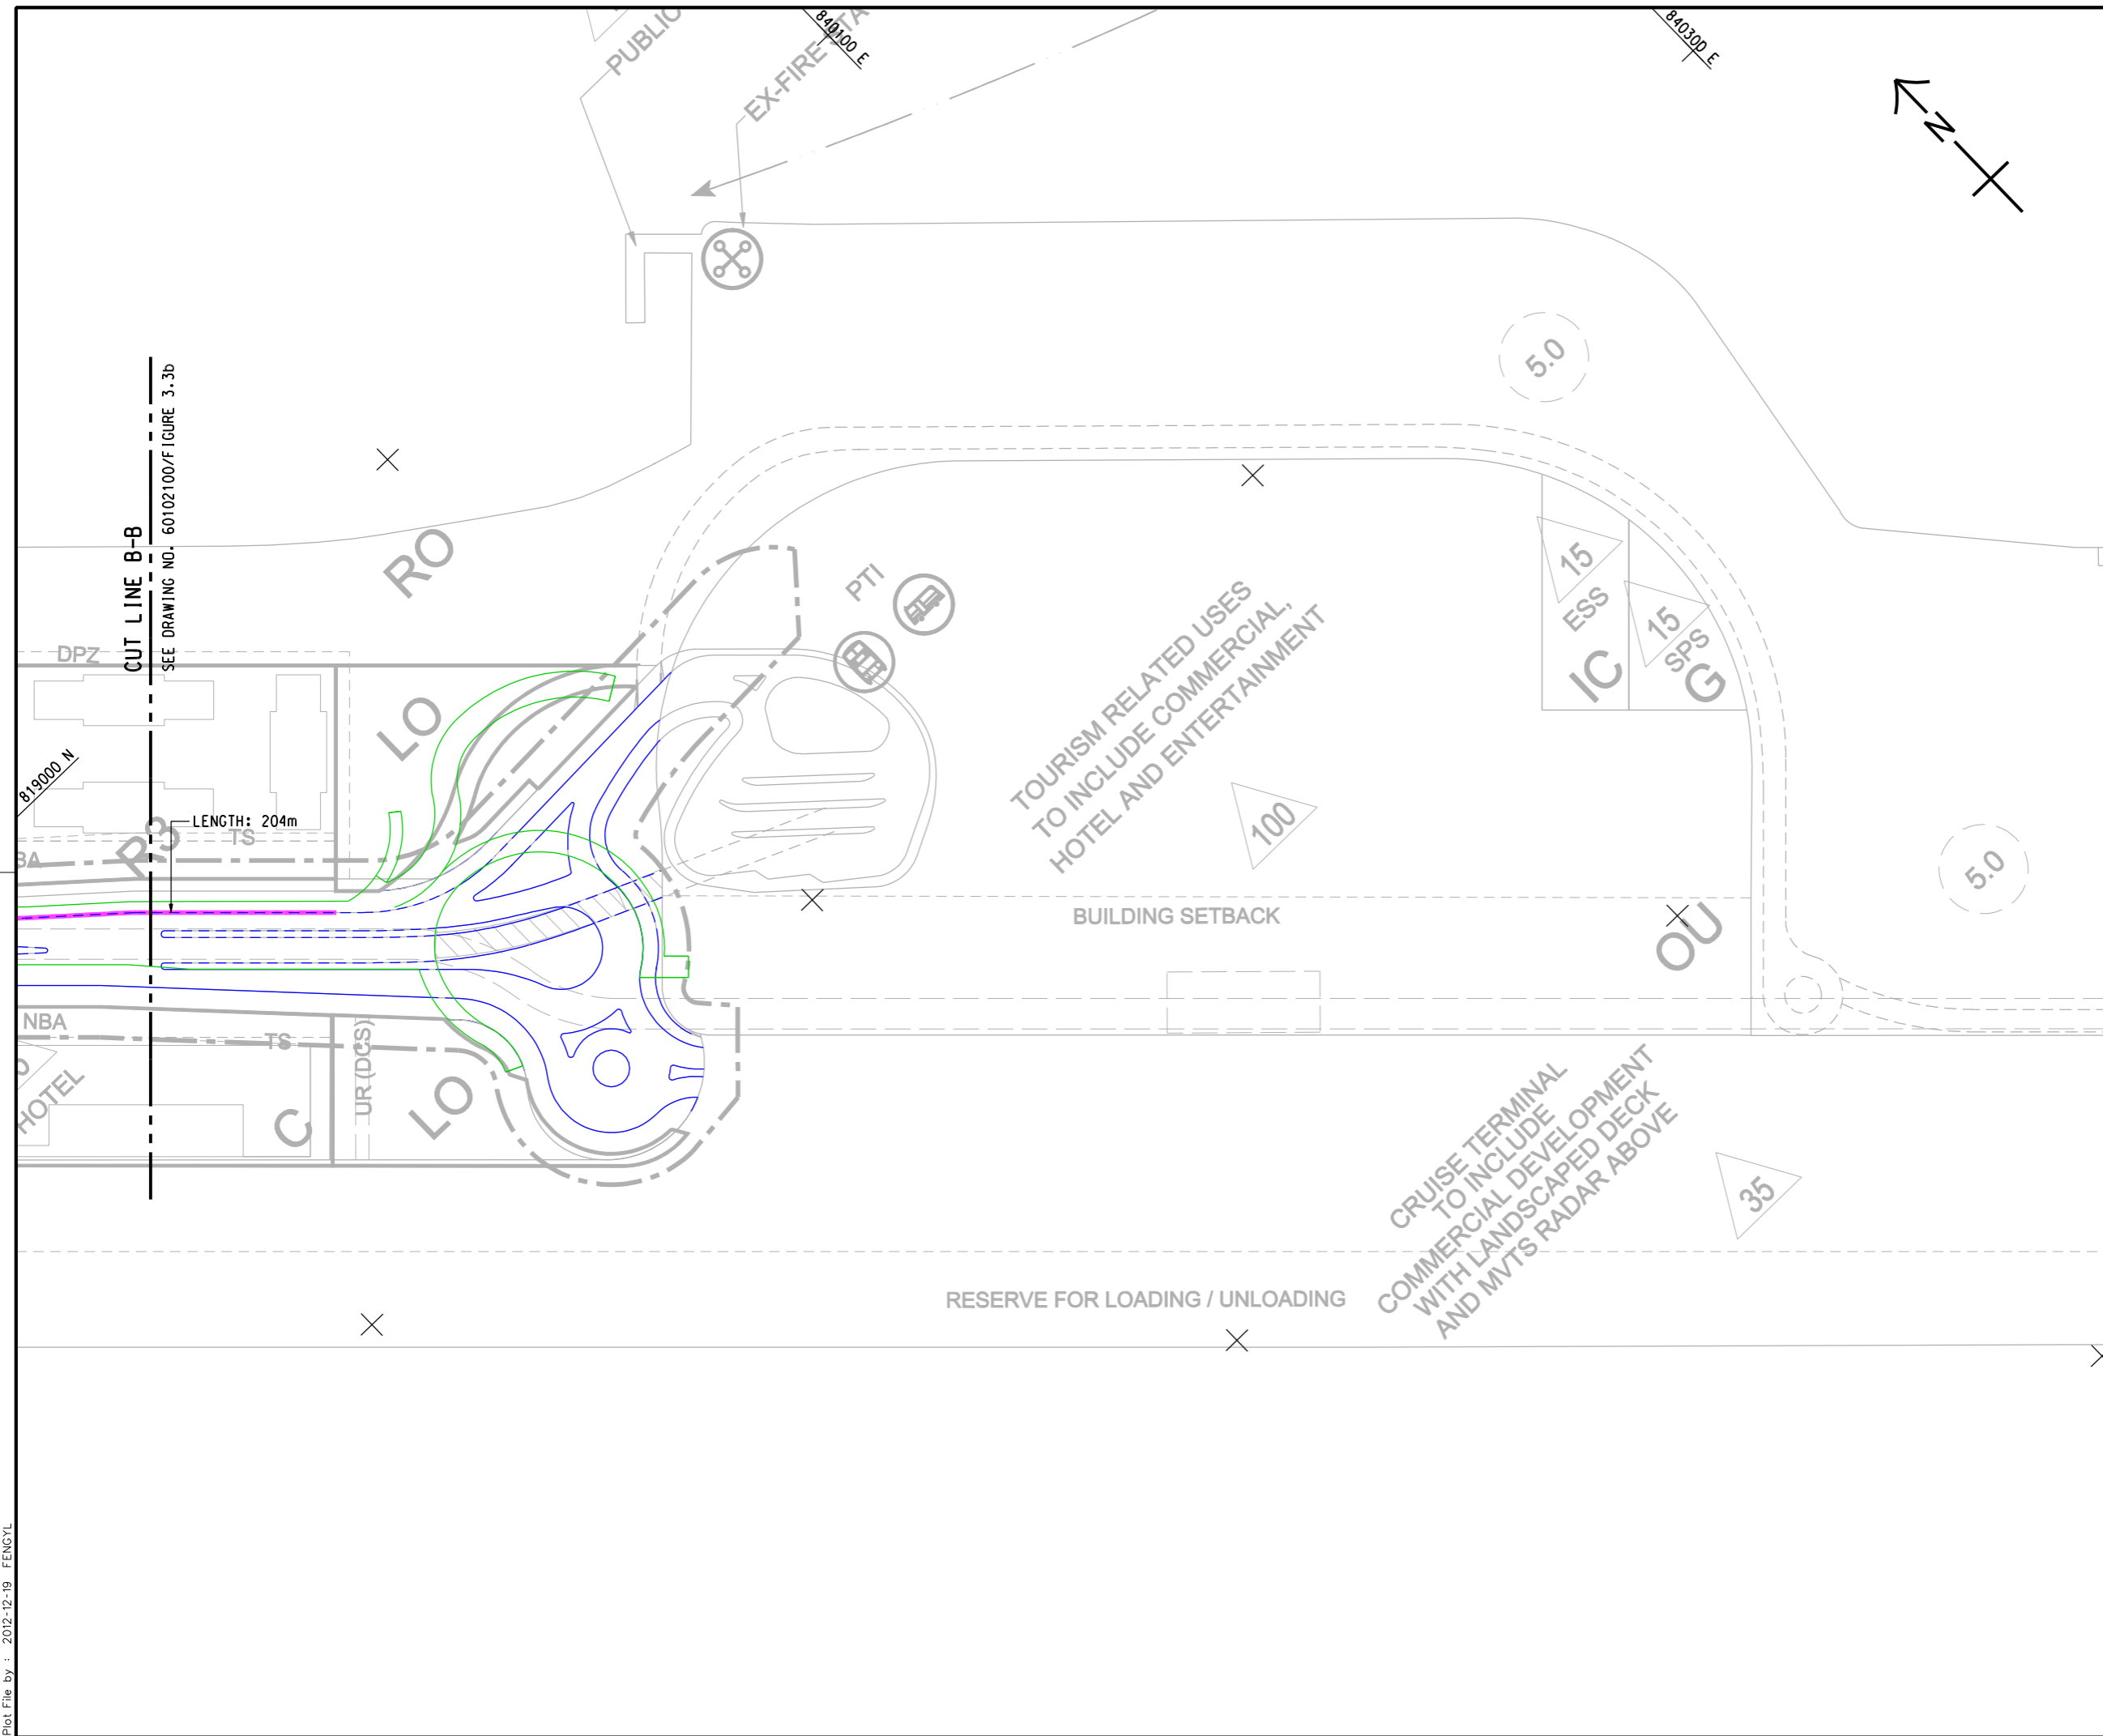 PUBLIC
EX-FIRE
840100 E
840300 E
N
5.0
CUT LINE B-B
SEE DRAWING NO. 60102100/FIGURE 3.3b
RO
PTI
15
ESS
15
SPS
IC
G
DPZ
LO
TOURISM RELATED USES
TO INCLUDE COMMERCIAL,
HOTEL AND ENTERTAINMENT
100
819000 N
LENGTH: 204m
R3
TS
BA
5.0
BUILDING SETBACK
OU
NBA
TS
UR (DCS)
HOTEL
C
LO
CRUISE TERMINAL
TO INCLUDE
COMMERCIAL DEVELOPMENT
WITH LANDSCAPED DECK
AND MVTS RADAR ABOVE
35
RESERVE FOR LOADING / UNLOADING
Plot File by : 2012-12-19 FENGYL